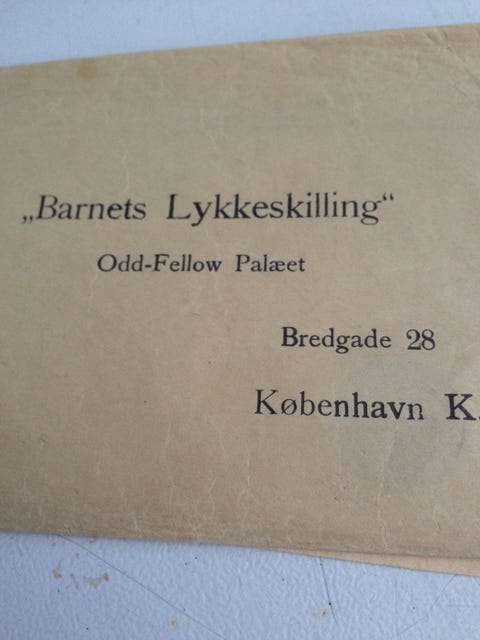 „Barnets Lykkeskilling“
Odd-Fellow Palæet
Bredgade 28
København K.